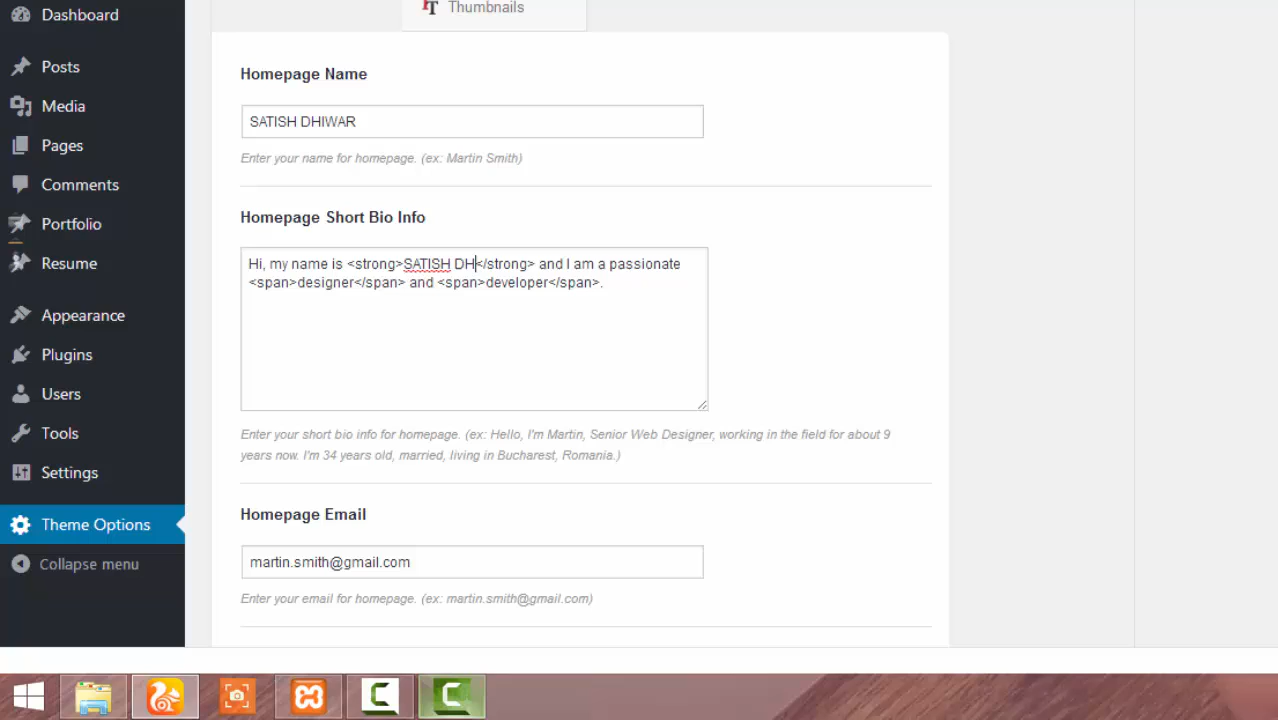 Dashboard
Thumbnails
Posts
Media
Pages
Comments
Portfolio
Resume
Appearance
Plugins
Users
Tools
Settings
Theme Options
Collapse menu
Homepage Name
SATISH DHIWAR
Enter your name for homepage. (ex: Martin Smith)
Homepage Short Bio Info
Hi, my name is <strong>SATISH DH</strong> and I am a passionate
<span>designer</span> and <span>developer</span>.
Enter your short bio info for homepage. (ex: Hello, I'm Martin, Senior Web Designer, working in the field for about 9
years now. I'm 34 years old, married, living in Bucharest, Romania.)
Homepage Email
martin.smith@gmail.com
Enter your email for homepage. (ex: martin.smith@gmail.com)